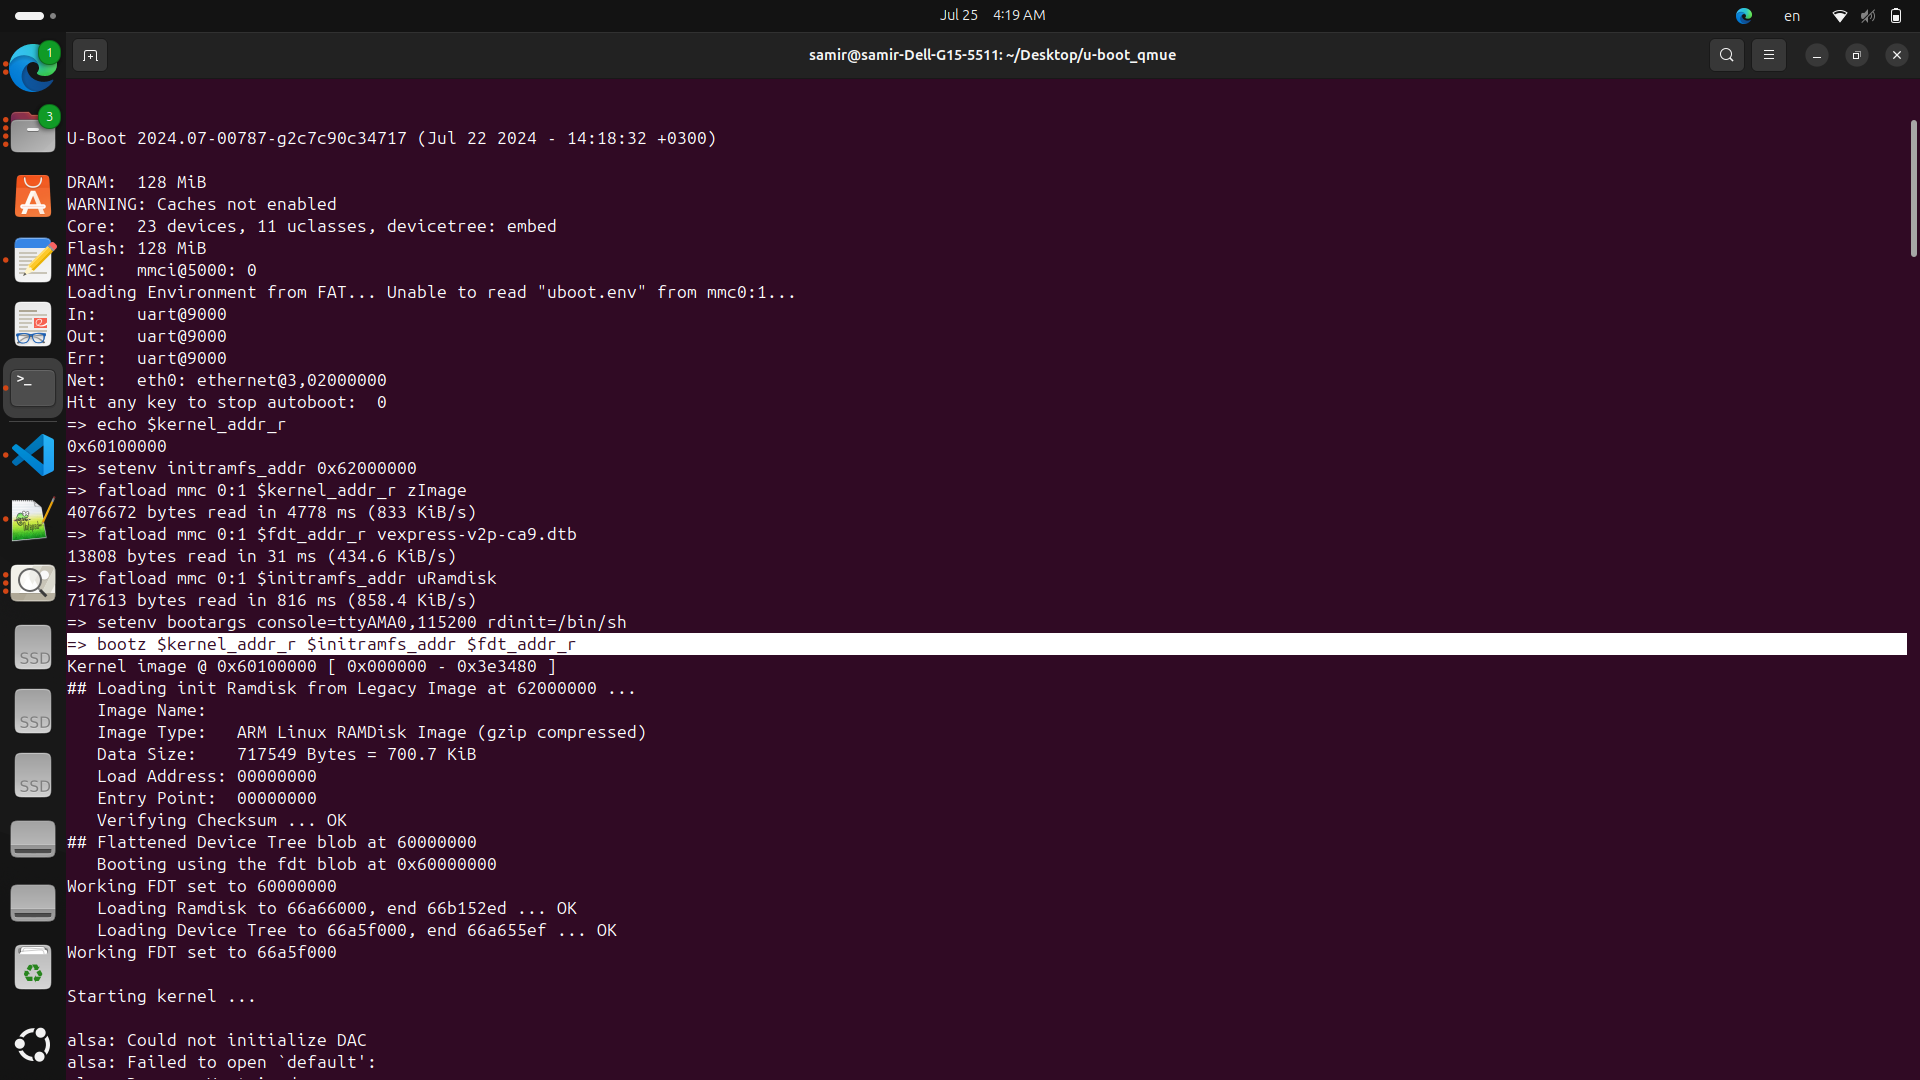 Jul 25 4:19 AM
en
samir@samir-Dell-G15-5511: ~/Desktop/u-boot_qmue
1
3
SSD
SSD
SSD
U-Boot 2024.07-00787-g2c7c90c34717 (Jul 22 2024 - 14:18:32 +0300)
DRAM:  128 MiB
WARNING: Caches not enabled
Core:  23 devices, 11 uclasses, devicetree: embed
Flash: 128 MiB
MMC:   mmci@5000: 0
Loading Environment from FAT... Unable to read "uboot.env" from mmc0:1...
In:    uart@9000
Out:   uart@9000
Err:   uart@9000
Net:   eth0: ethernet@3,02000000
Hit any key to stop autoboot:  0
=> echo $kernel_addr_r
0x60100000
=> setenv initramfs_addr 0x62000000
=> fatload mmc 0:1 $kernel_addr_r zImage
4076672 bytes read in 4778 ms (833 KiB/s)
=> fatload mmc 0:1 $fdt_addr_r vexpress-v2p-ca9.dtb
13808 bytes read in 31 ms (434.6 KiB/s)
=> fatload mmc 0:1 $initramfs_addr uRamdisk
717613 bytes read in 816 ms (858.4 KiB/s)
=> setenv bootargs console=ttyAMA0,115200 rdinit=/bin/sh
=> bootz $kernel_addr_r $initramfs_addr $fdt_addr_r
Kernel image @ 0x60100000 [ 0x000000 - 0x3e3480 ]
## Loading init Ramdisk from Legacy Image at 62000000 ...
   Image Name:
   Image Type:   ARM Linux RAMDisk Image (gzip compressed)
   Data Size:    717549 Bytes = 700.7 KiB
   Load Address: 00000000
   Entry Point:  00000000
   Verifying Checksum ... OK
## Flattened Device Tree blob at 60000000
   Booting using the fdt blob at 0x60000000
Working FDT set to 60000000
   Loading Ramdisk to 66a66000, end 66b152ed ... OK
   Loading Device Tree to 66a5f000, end 66a655ef ... OK
Working FDT set to 66a5f000
Starting kernel ...
alsa: Could not initialize DAC
alsa: Failed to open `default':